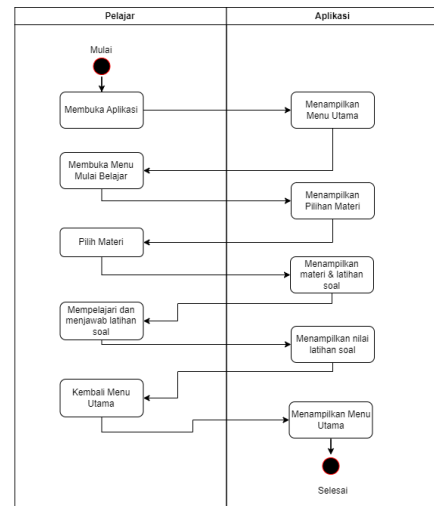 Pelajar
Aplikasi
Mulai
Membuka Aplikasi
Menampilkan
Menu Utama
Membuka Menu
Mulai Belajar
Menampilkan
Pilihan Materi
Pilih Materi
Menampilkan
materi & latihan
soal
Mempelajari dan
menjawab latihan
soal
Menampilkan nilai
latihan soal
Kembali Menu
Utama
Menampilkan Menu
Utama
Selesai